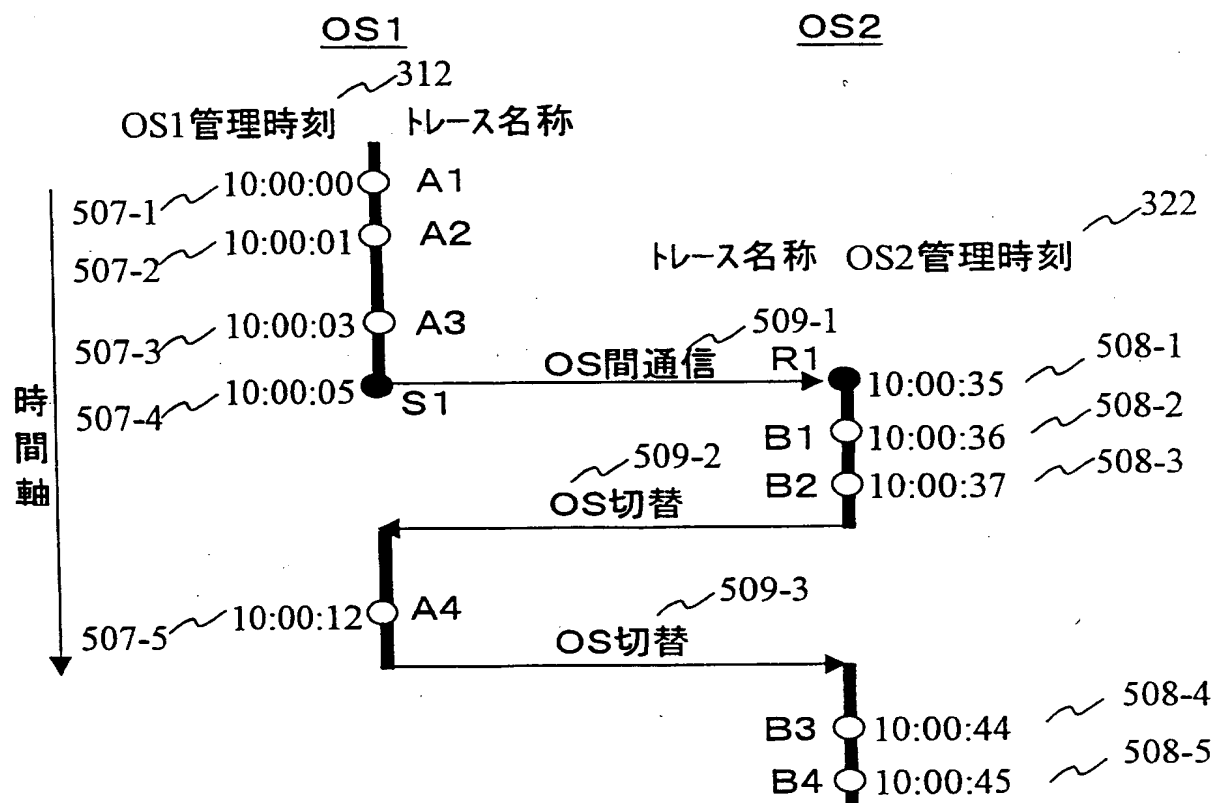 OS1
OS2
312
OS1管理時刻 トレース名称
507-1 10:00:00 A1
507-2 10:00:01 A2
322
トレース名称 OS2管理時刻
507-3 10:00:03 A3
509-1
OS間通信 R1
508-1
10:00:35
507-4 10:00:05 S1
508-2
B1 10:00:36
509-2
508-3
B2 10:00:37
OS切替
時間軸
509-3
507-5 10:00:12 A4
OS切替
508-4
B3 10:00:44
508-5
B4 10:00:45